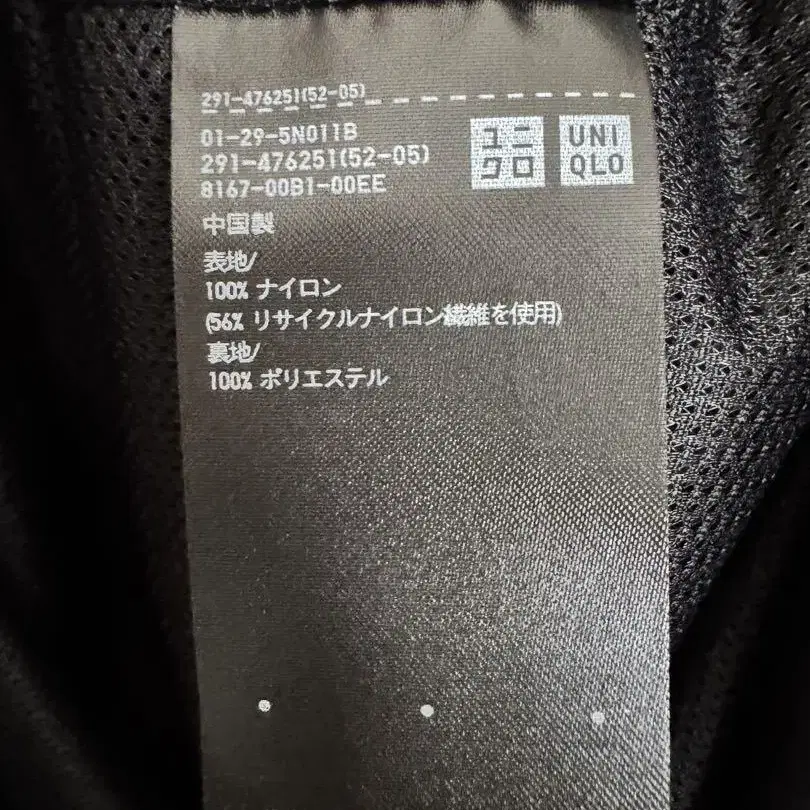 291-476251(52-05)
01-29-5N011B
291-476251(52-05)
8167-00B1-00EE
ユニ
クロ
UNI
QLO
中国製
表地/
100% ナイロン
(56% リサイクルナイロン繊維を使用)
裏地/
100% ポリエステル